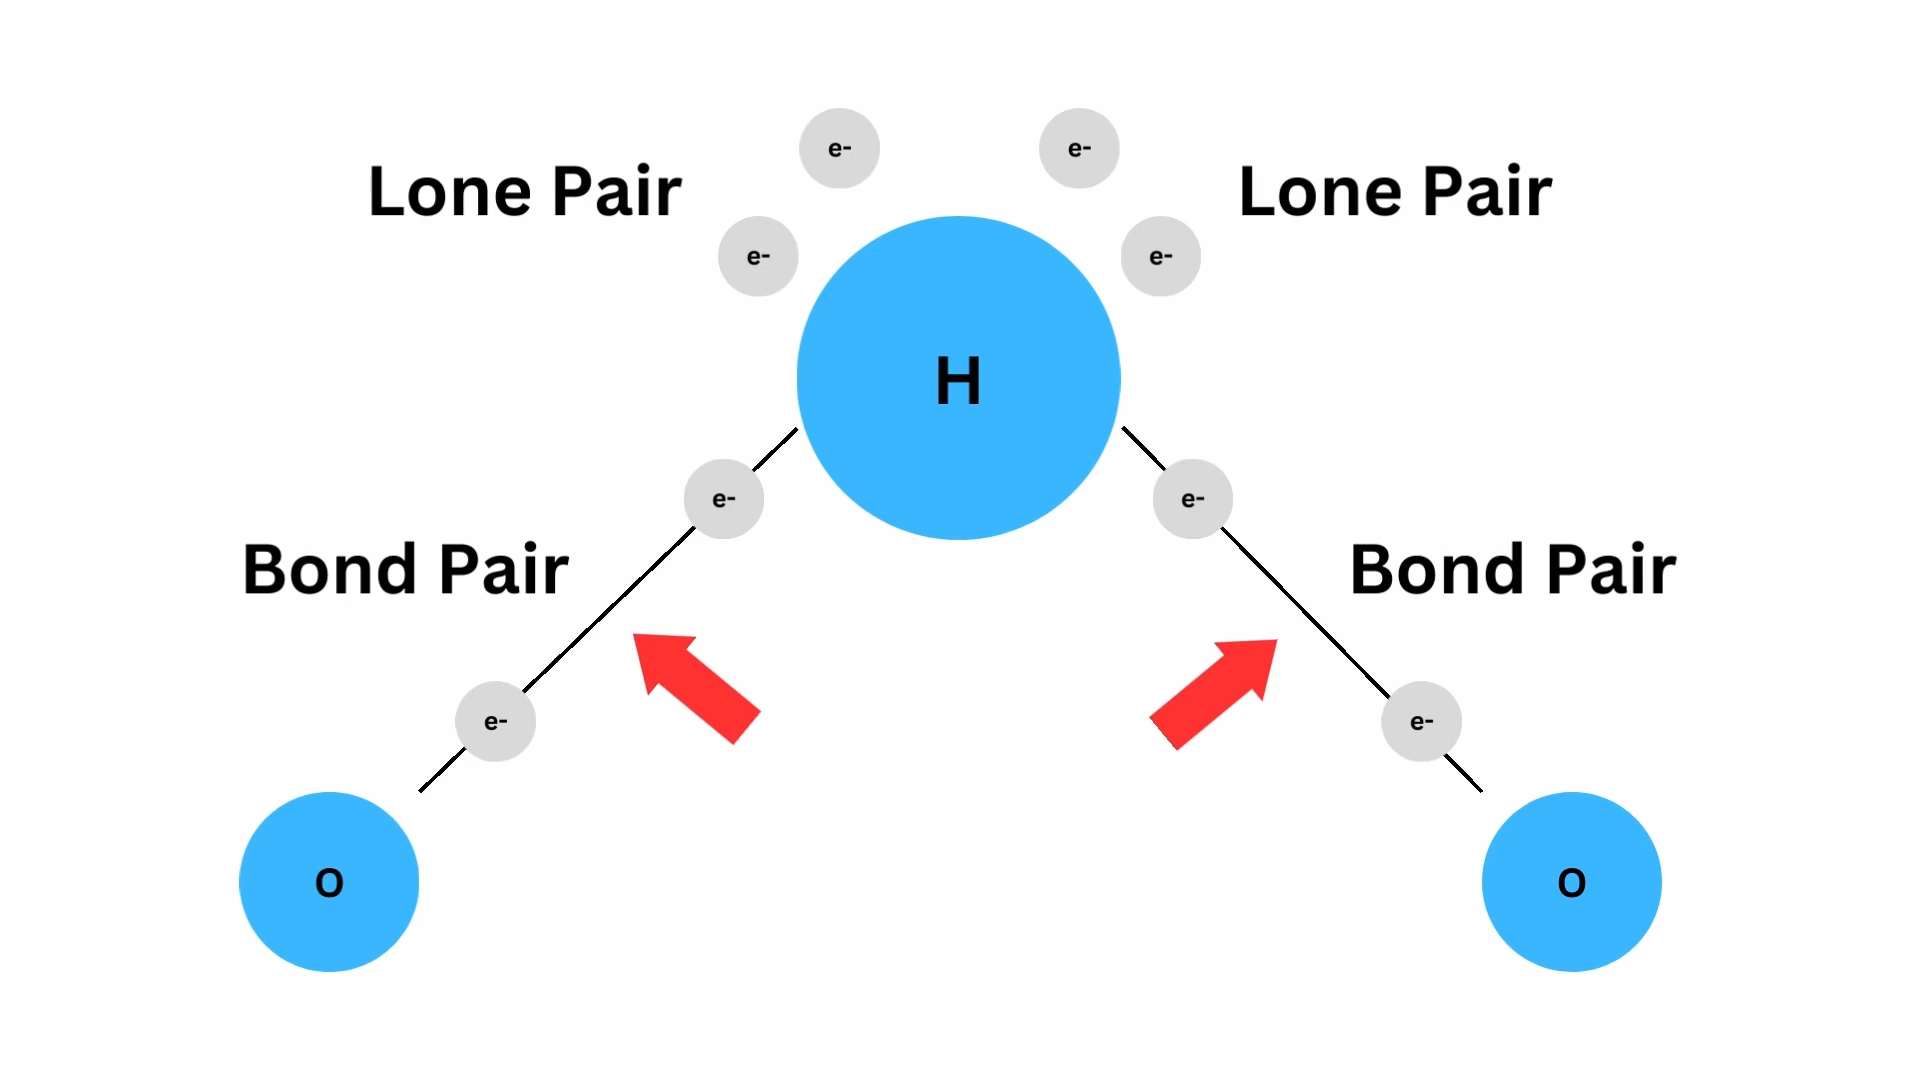 e-
e-
Lone Pair
Lone Pair
e-
e-
H
e-
e-
Bond Pair
Bond Pair
e-
e-
O
O